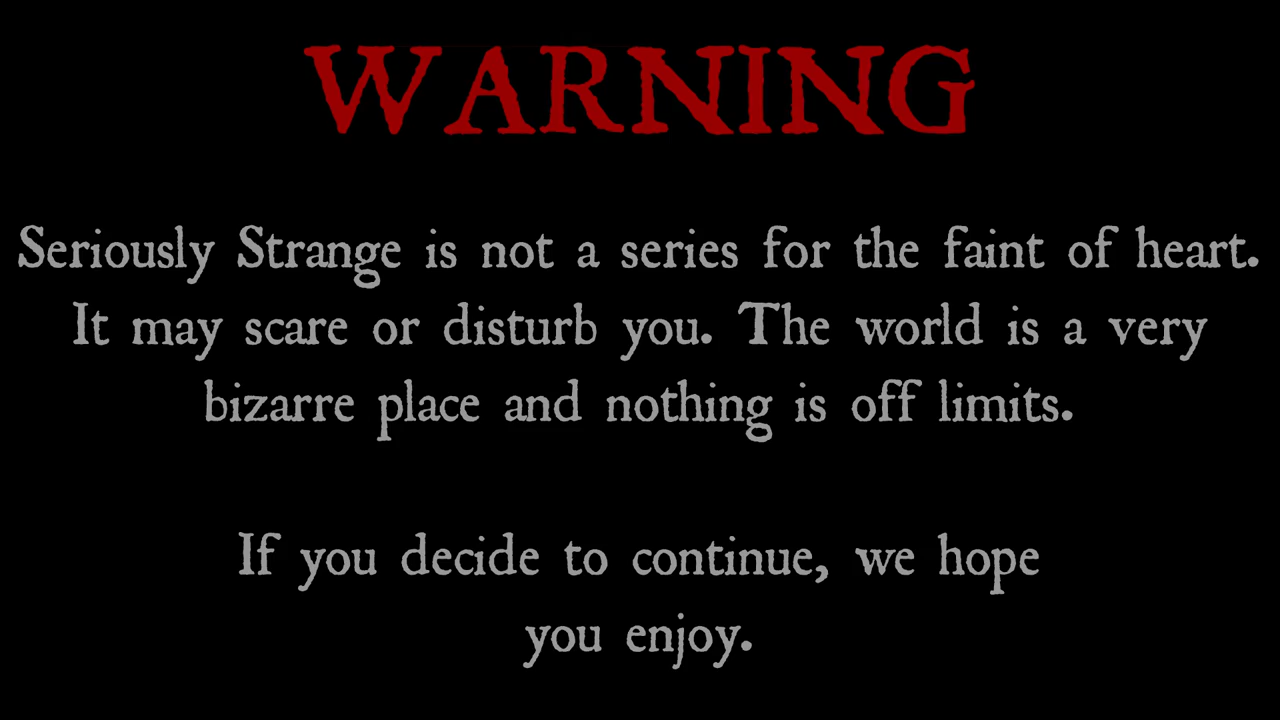 WARNING
Seriously Strange is not a series for the faint of heart.
It may scare or disturb you. The world is a very
bizarre place and nothing is off limits.
If you decide to continue, we hope
you enjoy.